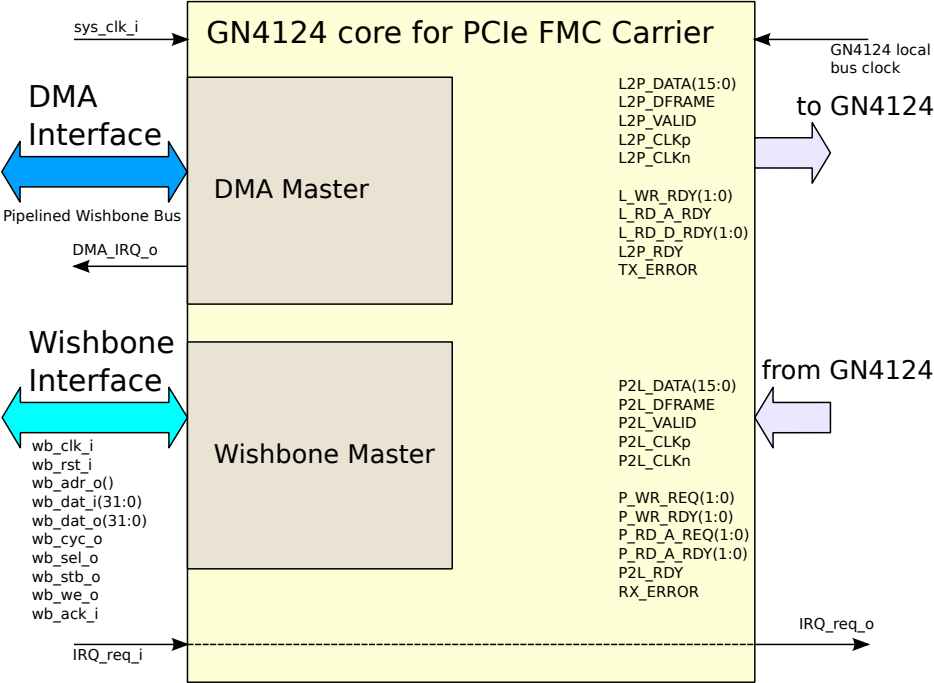 sys_clk_i
GN4124 core for PCIe FMC Carrier
GN4124 local
bus clock
DMA
Interface
Pipelined Wishbone Bus
DMA_IRQ_o
DMA Master
L2P_DATA(15:0)
L2P_DFRAME
L2P_VALID
L2P_CLKp
L2P_CLKn
L_WR_RDY(1:0)
L_RD_A_RDY
L_RD_D_RDY(1:0)
L2P_RDY
TX_ERROR
to GN4124
Wishbone
Interface
wb_clk_i
wb_rst_i
wb_adr_o()
wb_dat_i(31:0)
wb_dat_o(31:0)
wb_cyc_o
wb_sel_o
wb_stb_o
wb_we_o
wb_ack_i
Wishbone Master
P2L_DATA(15:0)
P2L_DFRAME
P2L_VALID
P2L_CLKp
P2L_CLKn
P_WR_REQ(1:0)
P_WR_RDY(1:0)
P_RD_A_REQ(1:0)
P_RD_A_RDY(1:0)
P2L_RDY
RX_ERROR
from GN4124
IRQ_req_i
IRQ_req_o